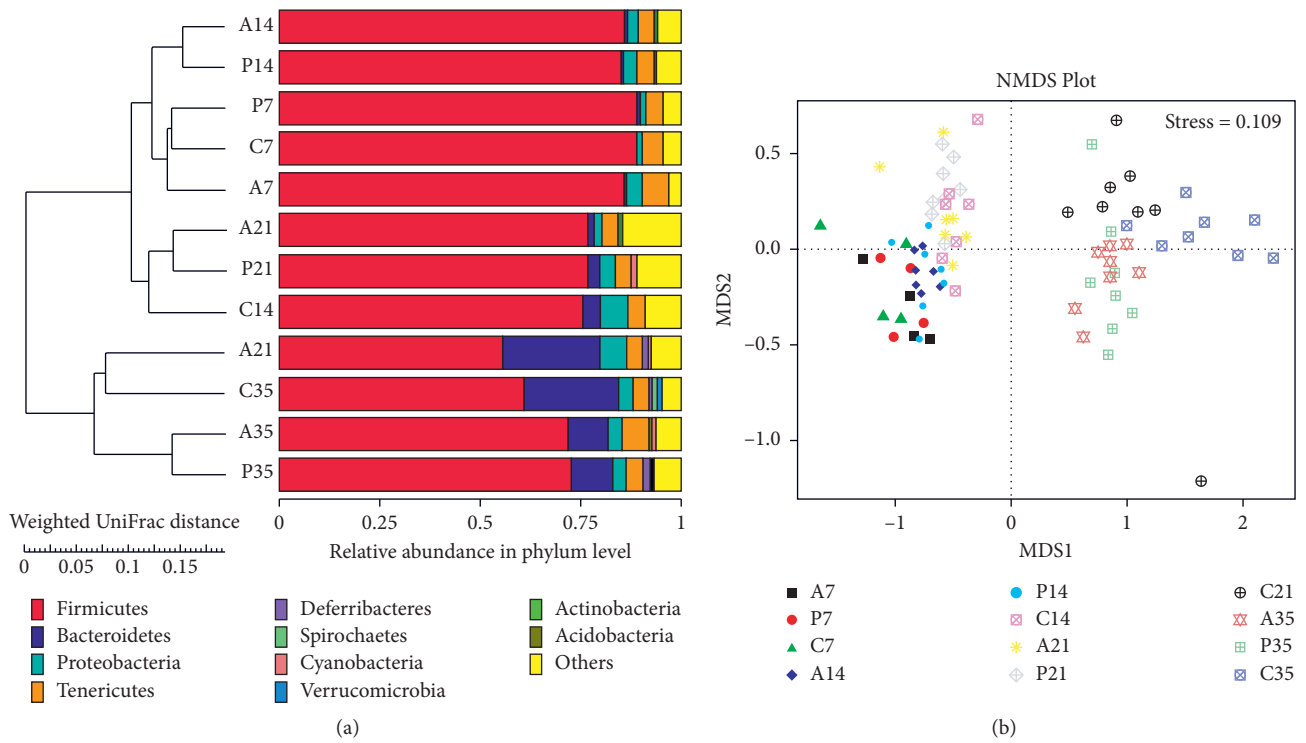 A14
P14
P7
C7
A7
A21
P21
C14
A21
C35
A35
P35
Weighted UniFrac distance
0 0.05 0.1 0.15
0 0.25 0.5 0.75 1
Relative abundance in phylum level
Firmicutes
Bacteroidetes
Proteobacteria
Tenericutes
Deferribacteres
Spirochaetes
Cyanobacteria
Verrucomicrobia
Actinobacteria
Acidobacteria
Others
(a)
NMDS Plot
Stress = 0.109
0.5
0.0
–0.5
–1.0
MDS2
–1 0 1 2
MDS1
A7
P7
C7
A14
P14
C14
A21
P21
C21
A35
P35
C35
(b)